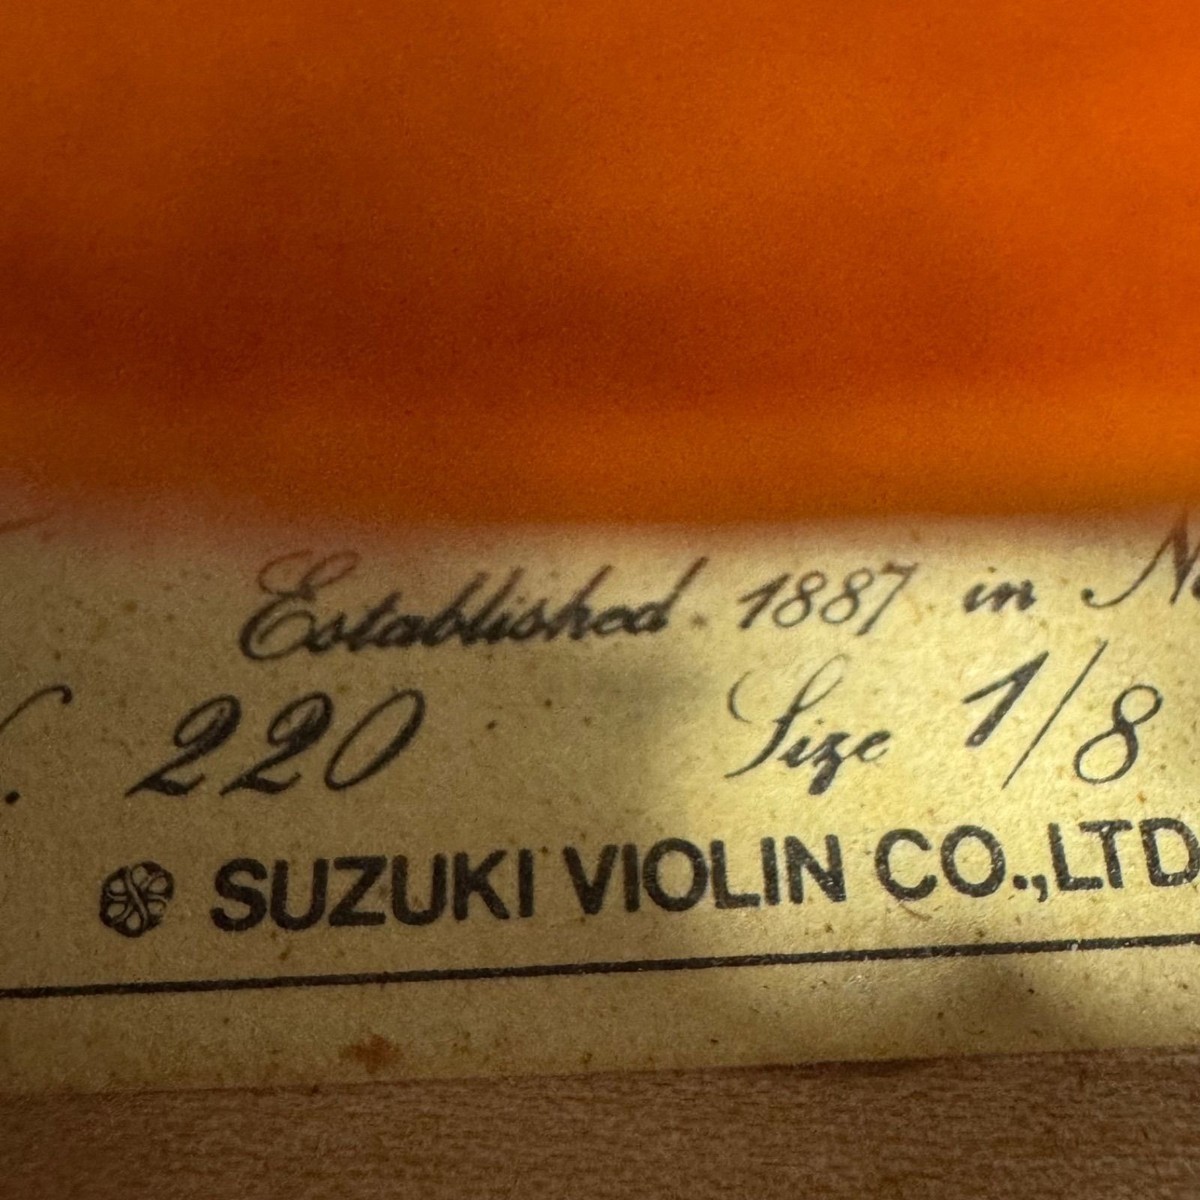 Established 1887 in
220 Size 1/8
SUZUKI VIOLIN CO.,LTD